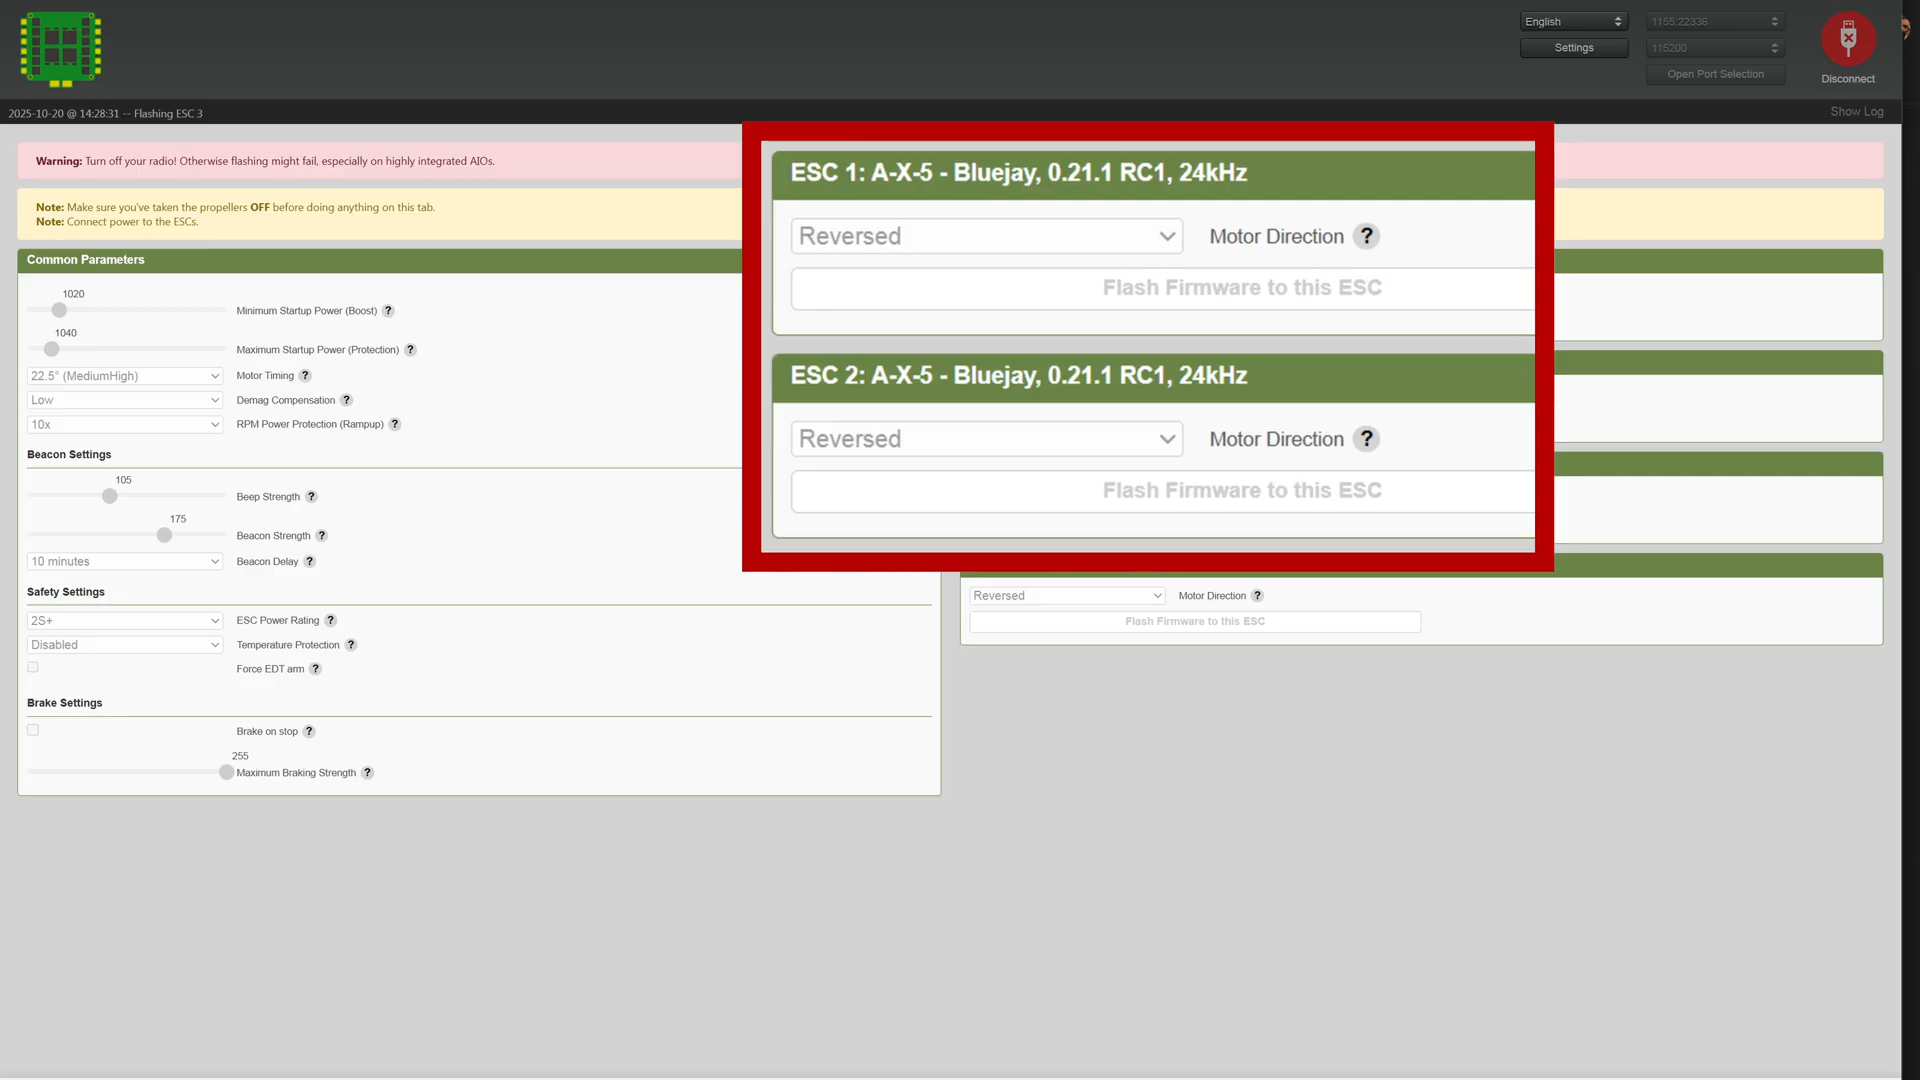 English
1155:22336
Settings
115200
Open Port Selection
Disconnect
2025-10-20 @ 14:28:31 -- Flashing ESC 3
Show Log
Warning: Turn off your radio! Otherwise flashing might fail, especially on highly integrated AIOs.
Note: Make sure you've taken the propellers OFF before doing anything on this tab.
Note: Connect power to the ESCs.
Common Parameters
1020
Minimum Startup Power (Boost) ?
1040
Maximum Startup Power (Protection) ?
22.5° (MediumHigh) Motor Timing ?
Low Demag Compensation ?
10x RPM Power Protection (Rampup) ?
Beacon Settings
105
Beep Strength ?
175
Beacon Strength ?
10 minutes Beacon Delay ?
Safety Settings
2S+ ESC Power Rating ?
Disabled Temperature Protection ?
Force EDT arm ?
Brake Settings
Brake on stop ?
255
Maximum Braking Strength ?
ESC 1: A-X-5 - Bluejay, 0.21.1 RC1, 24kHz
Reversed Motor Direction ?
Flash Firmware to this ESC
ESC 2: A-X-5 - Bluejay, 0.21.1 RC1, 24kHz
Reversed Motor Direction ?
Flash Firmware to this ESC
Reversed Motor Direction ?
Flash Firmware to this ESC